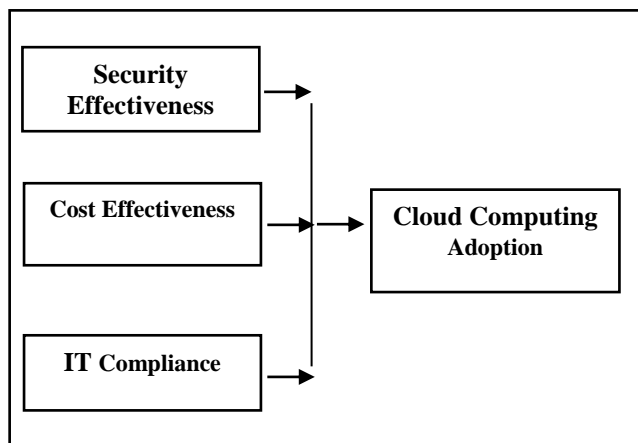 Security
Effectiveness
Cost Effectiveness
Cloud Computing
Adoption
IT Compliance